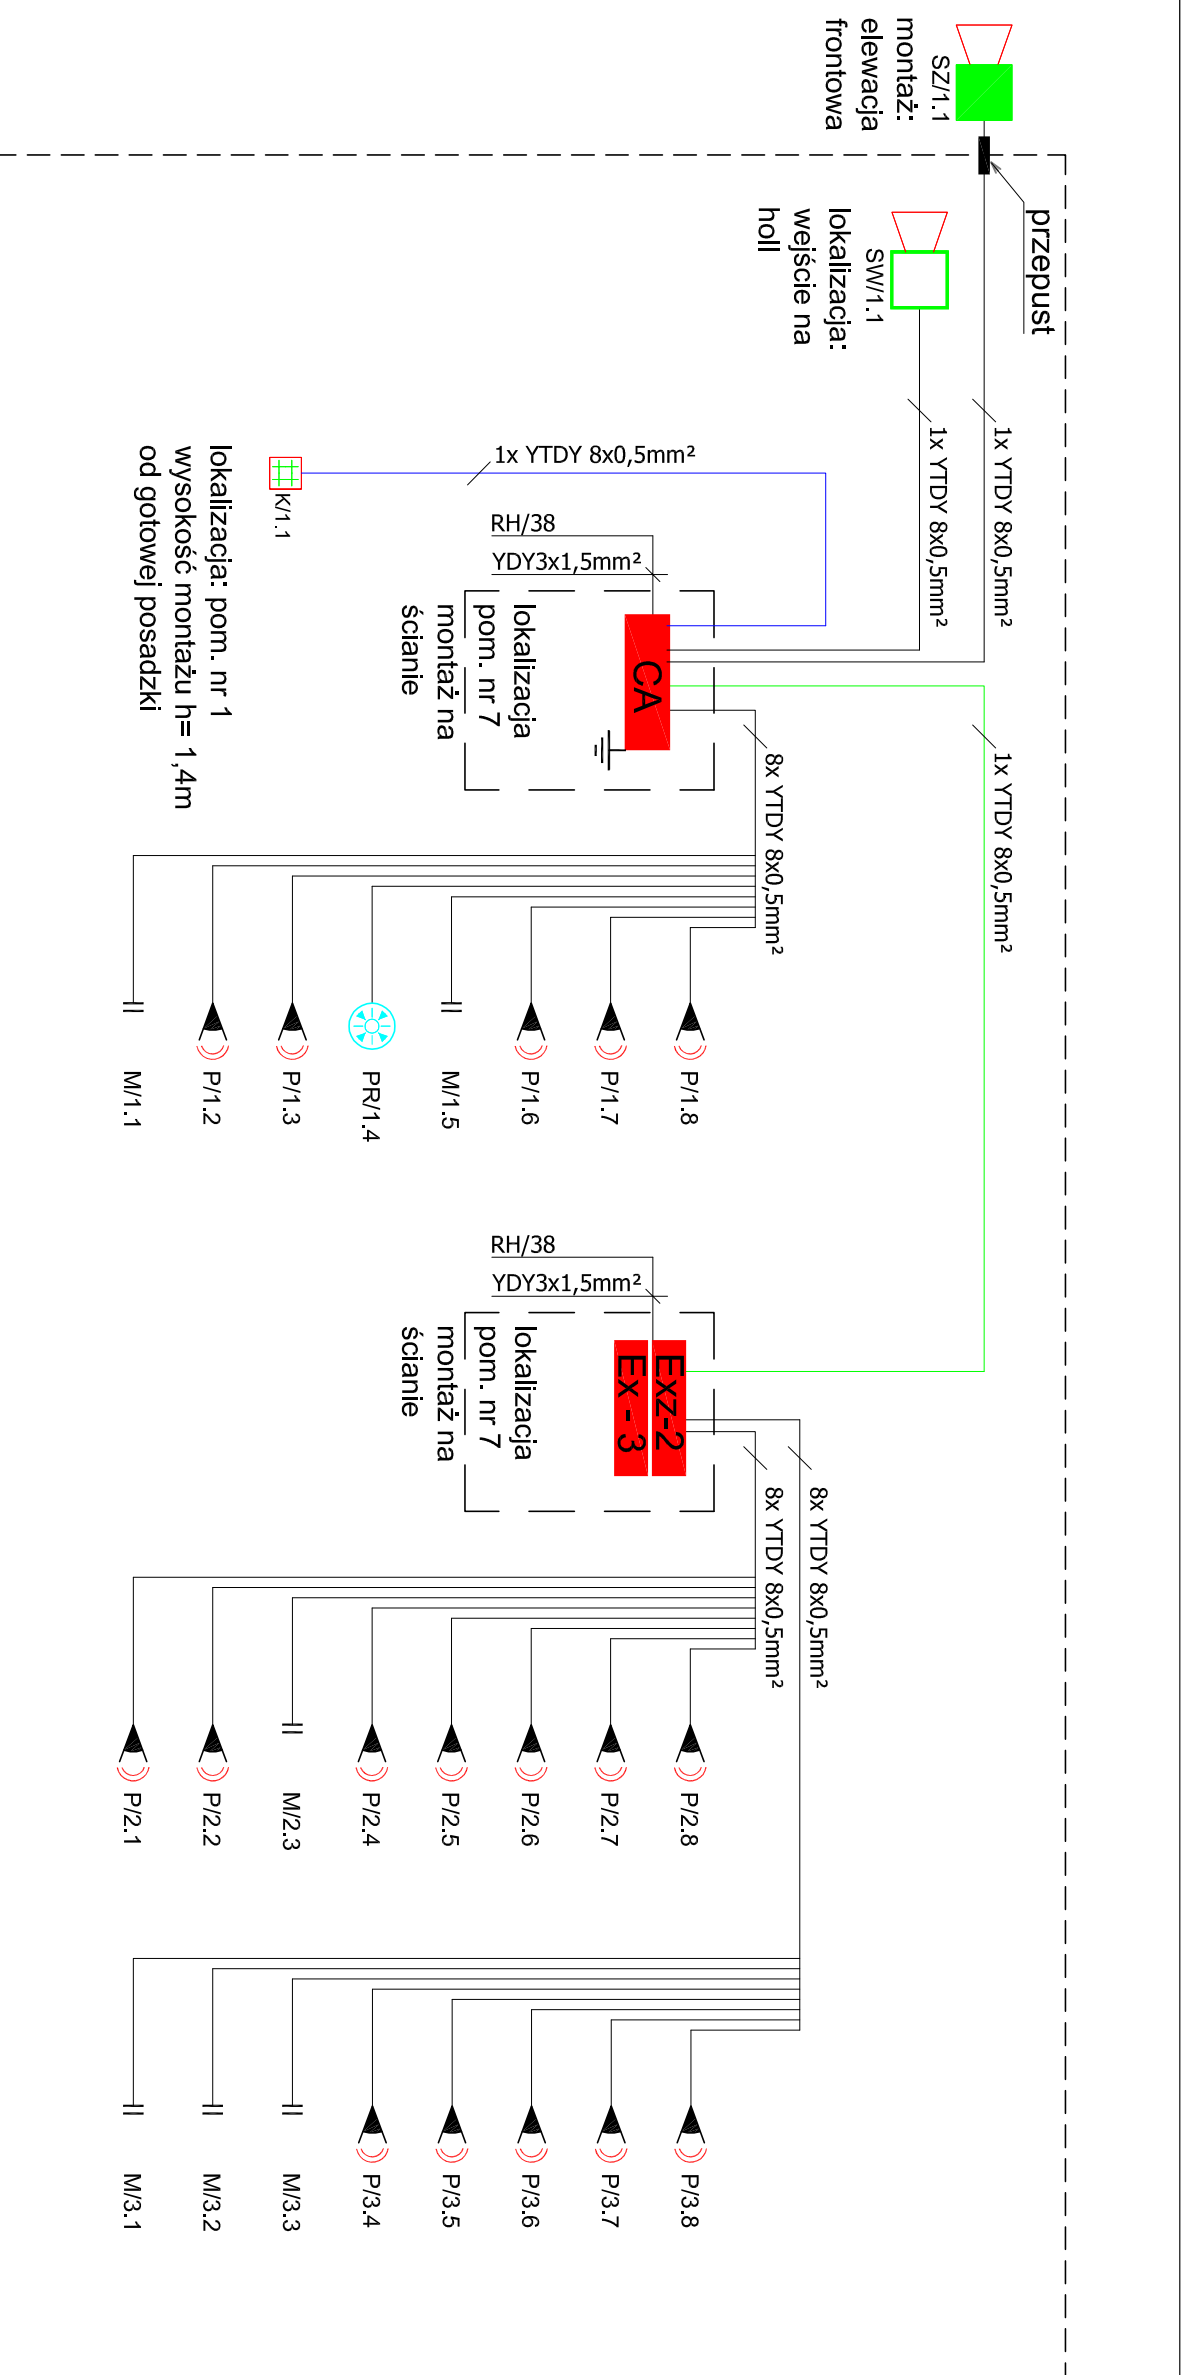 SZ/1.1
montaż:
elewacja
frontowa
przepust
SW/1.1
lokalizacja:
wejście na
holl
1x YTDY 8x0,5mm²
1x YTDY 8x0,5mm²
1x YTDY 8x0,5mm²
K/1.1
lokalizacja: pom. nr 1
wysokość montażu h= 1,4m
od gotowej posadzki
RH/38
YDY3x1,5mm²
CA
lokalizacja
pom. nr 7
montaż na
ścianie
1x YTDY 8x0,5mm²
8x YTDY 8x0,5mm²
P/1.8
P/1.7
P/1.6
M/1.5
PR/1.4
P/1.3
P/1.2
M/1.1
RH/38
YDY3x1,5mm²
Exz-2
Ex - 3
lokalizacja
pom. nr 7
montaż na
ścianie
8x YTDY 8x0,5mm²
8x YTDY 8x0,5mm²
P/2.8
P/2.7
P/2.6
P/2.5
P/2.4
M/2.3
P/2.2
P/2.1
P/3.8
P/3.7
P/3.6
P/3.5
P/3.4
M/3.3
M/3.2
M/3.1